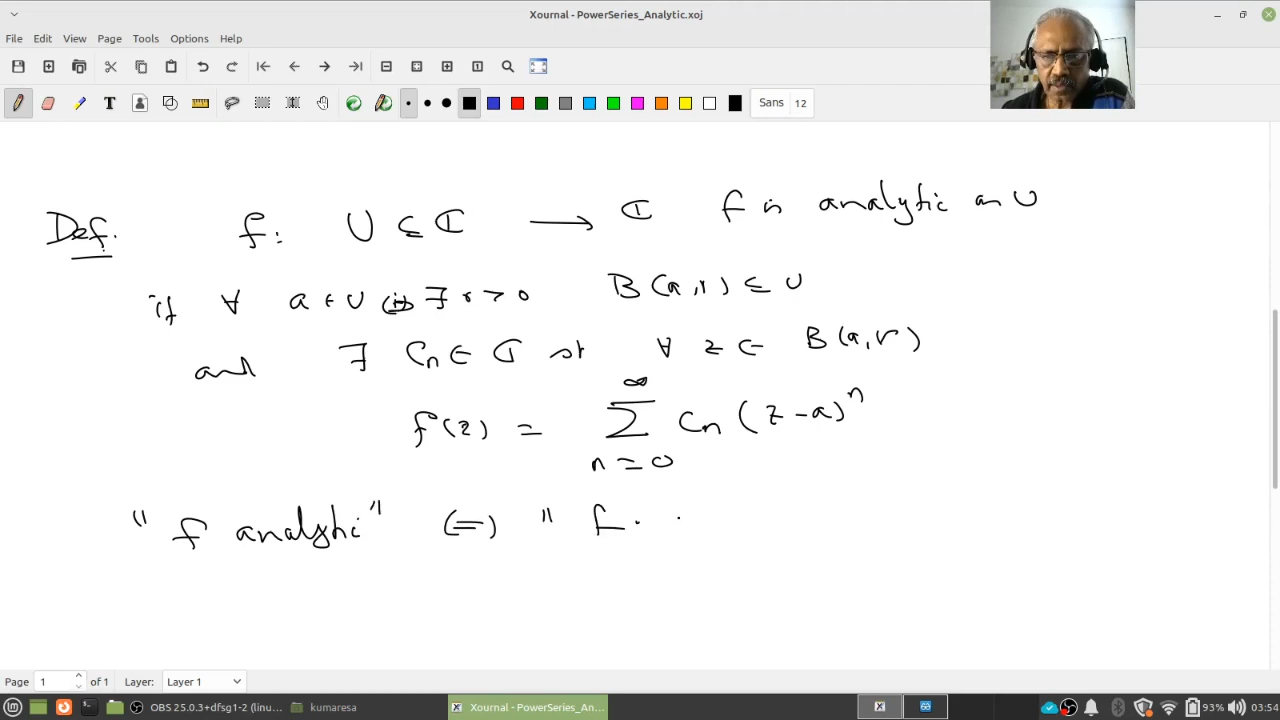 Xournal - PowerSeries_Analytic.xoj
File Edit View Page Tools Options Help
Sans 12
Def. f: U ⊆ ℂ → ℂ f is analytic on U
if ∀ a ∈ U ∃ r > 0 B(a,r) ⊆ U
and ∃ Cn ∈ ℂ st ∀ z ∈ B(a,r)
f(z) = ∞ ∑ n=0 Cn (z-a)^n
"f analytic" (=) " f. .
Page 1 of 1 Layer: Layer 1
OBS 25.0.3+dfsg1-2 (linu... kumaresa Xournal - PowerSeries_An... 93% 03:54